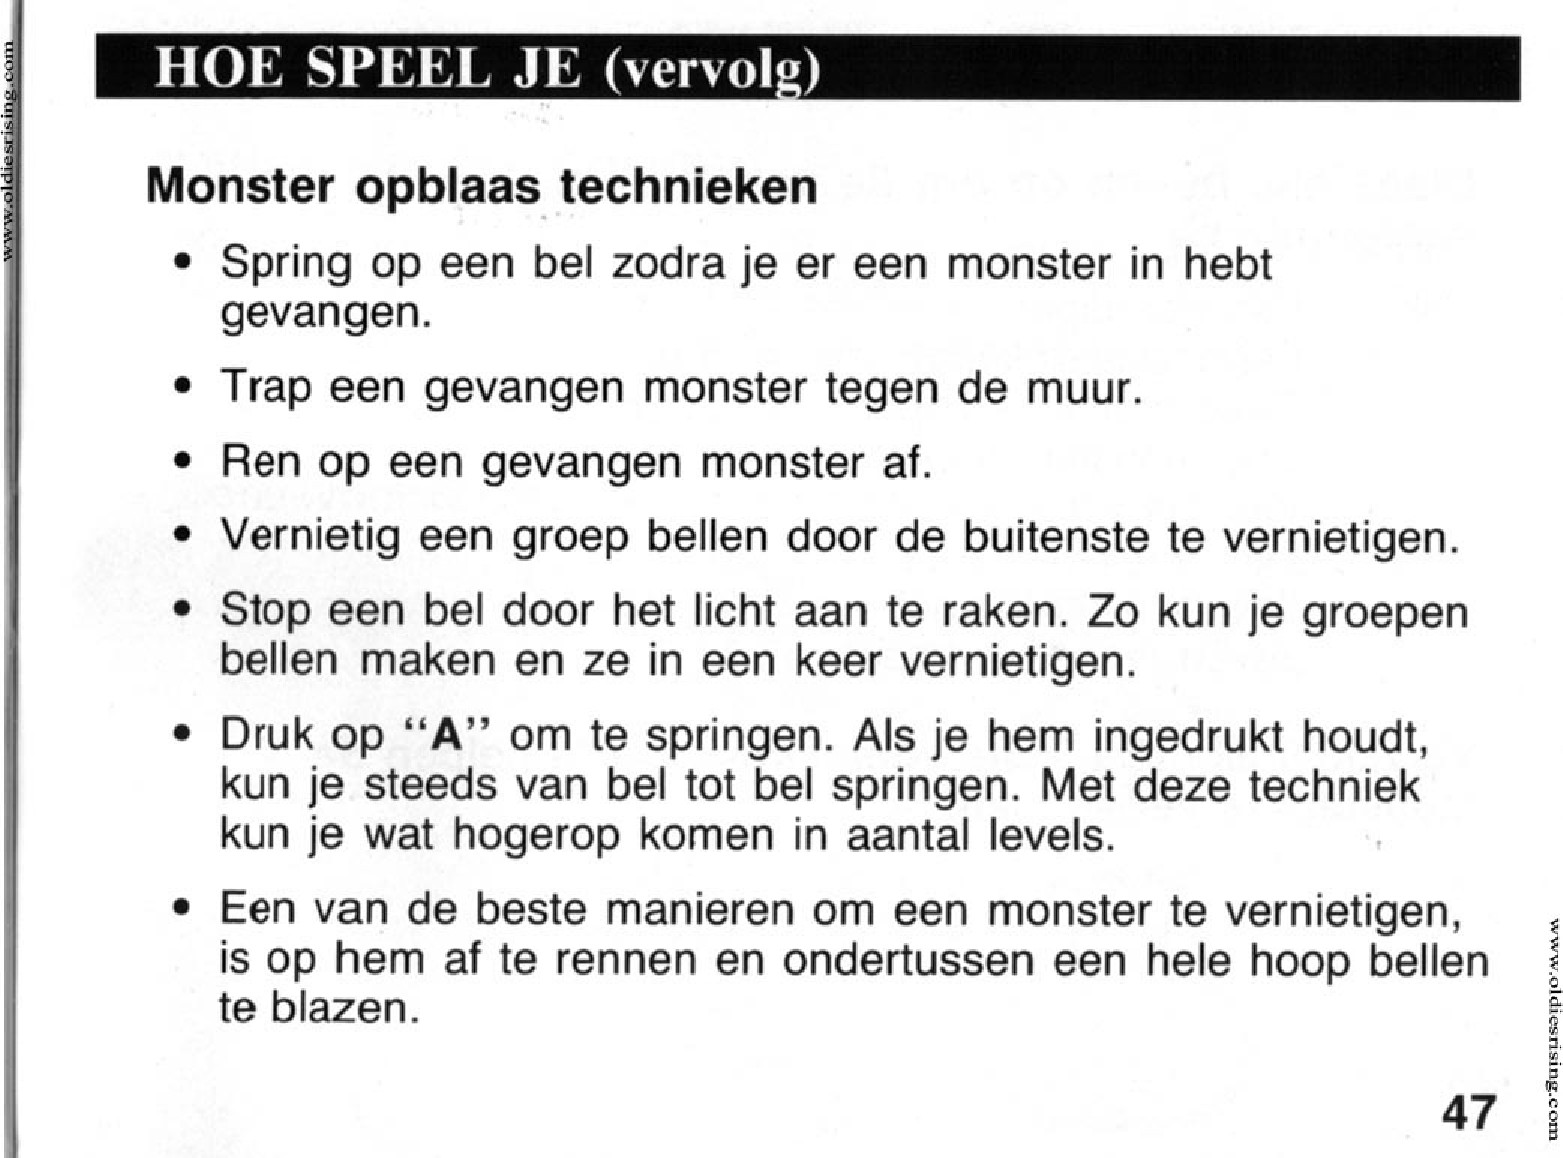 www.oldiesrising.com
HOE SPEEL JE (vervolg)
Monster opblaas technieken
• Spring op een bel zodra je er een monster in hebt
gevangen.
• Trap een gevangen monster tegen de muur.
• Ren op een gevangen monster af.
• Vernietig een groep bellen door de buitenste te vernietigen.
• Stop een bel door het licht aan te raken. Zo kun je groepen
bellen maken en ze in een keer vernietigen.
• Druk op “A” om te springen. Als je hem ingedrukt houdt,
kun je steeds van bel tot bel springen. Met deze techniek
kun je wat hogerop komen in aantal levels.
• Een van de beste manieren om een monster te vernietigen,
is op hem af te rennen en ondertussen een hele hoop bellen
te blazen.
47
www.oldiesrising.com